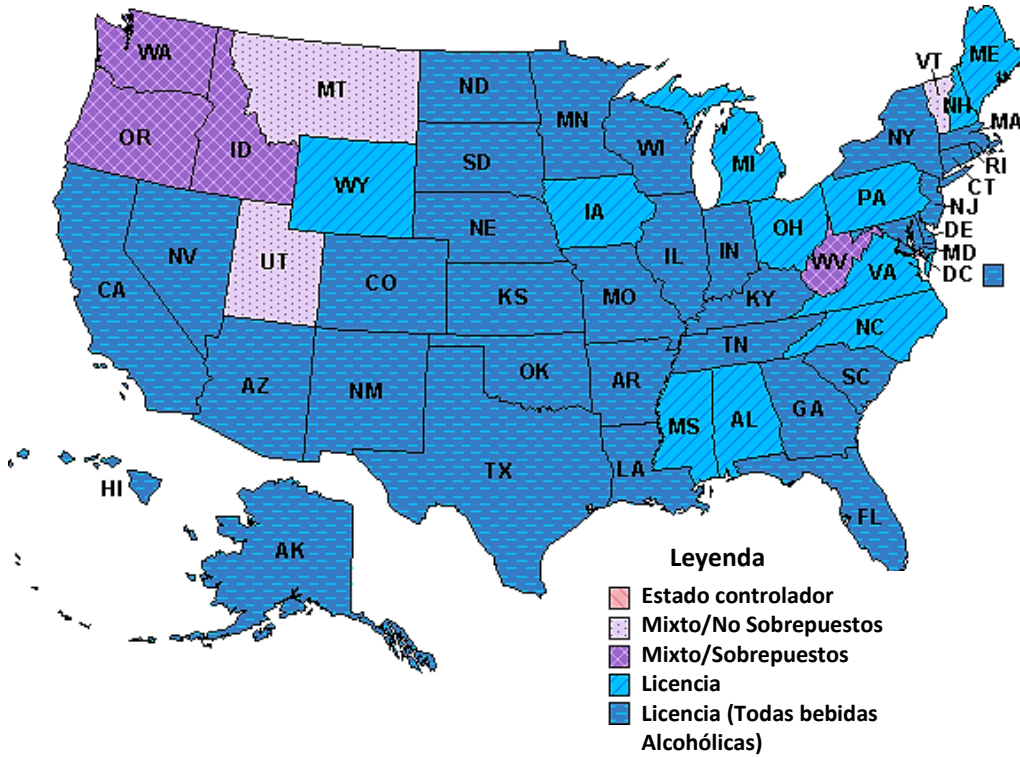 WA
MT
ND
MN
VT
ME
NH
MA
OR
ID
SD
WI
NY
MI
RI
WY
CT
IA
PA
NJ
NE
OH
DE
NV
UT
IL
IN
WV
MD
CA
CO
VA
DC
KS
MO
KY
NC
TN
AZ
NM
OK
AR
SC
GA
MS
AL
TX
LA
HI
FL
AK
Leyenda
Estado controlador
Mixto/No Sobrepuestos
Mixto/Sobrepuestos
Licencia
Licencia (Todas bebidas
Alcohólicas)